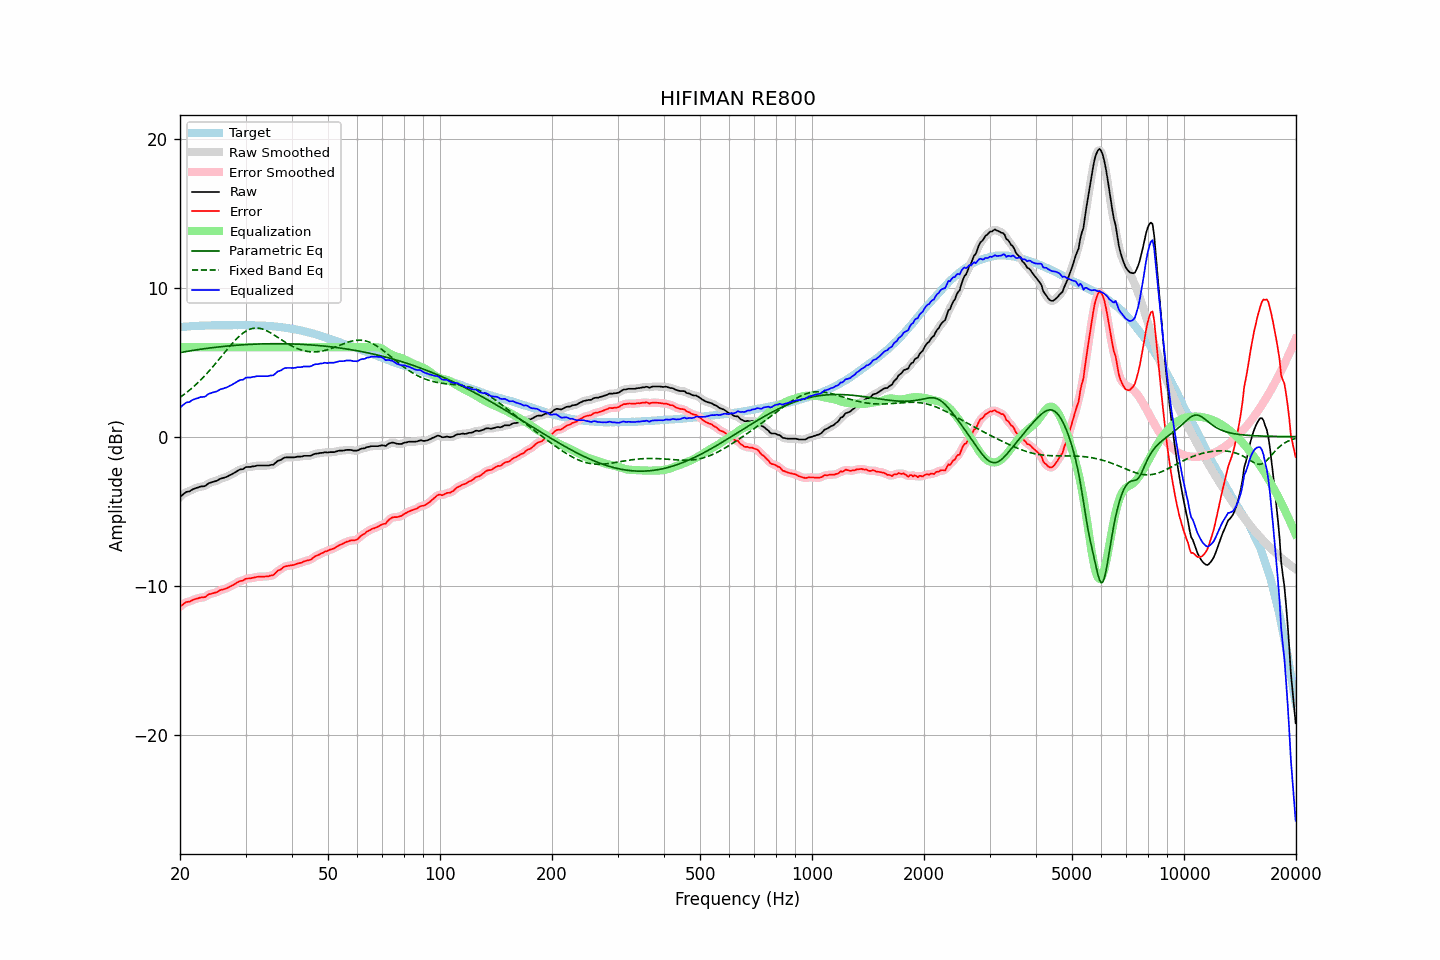 HIFIMAN RE800
Target
Raw Smoothed
Error Smoothed
Raw
Error
Equalization
Parametric Eq
Fixed Band Eq
Equalized
20
10
0
−10
−20
Amplitude (dBr)
20
50
100
200
500
1000
2000
5000
10000
20000
Frequency (Hz)